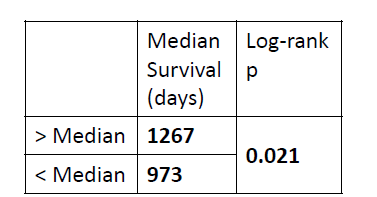 Median Survival (days)
Log-rank p
> Median 1267
0.021
< Median 973